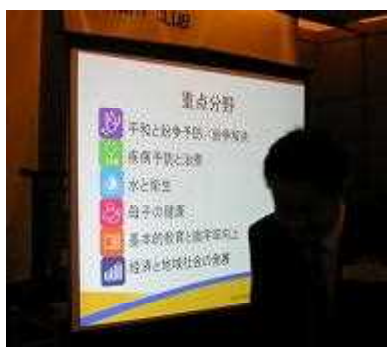 重点分野
平和と紛争予防/紛争解決
疾病予防と治療
水と衛生
母子の健康
基本的教育と識字率向上
経済と地域社会の発展